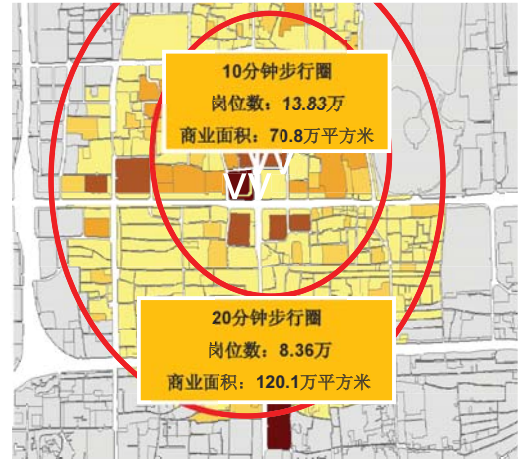 10分钟步行圈
岗位数：13.83万
商业面积：70.8万平方米
VV
VV
20分钟步行圈
岗位数：8.36万
商业面积：120.1万平方米